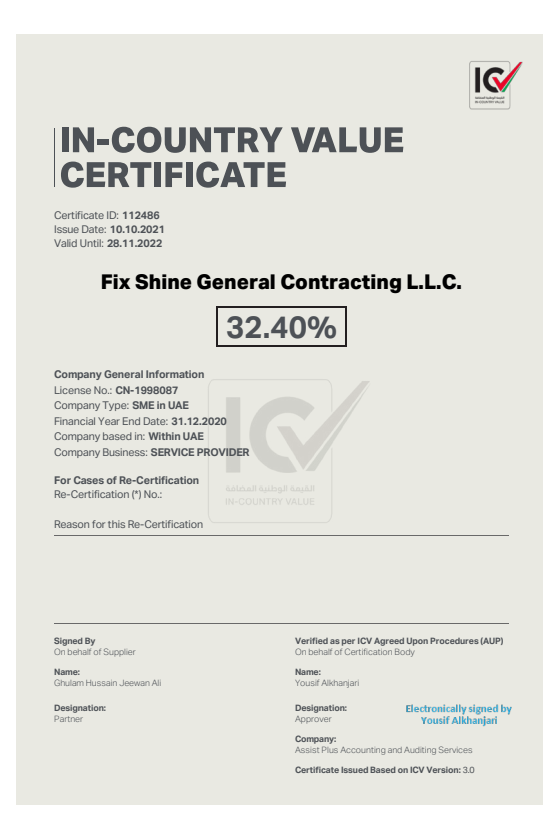 IC
IN-COUNTRY VALUE
IN-COUNTRY VALUE
CERTIFICATE
Certificate ID: 112486
Issue Date: 10.10.2021
Valid Until: 28.11.2022
Fix Shine General Contracting L.L.C.
32.40%
Company General Information
License No.: CN-1998087
Company Type: SME in UAE
Financial Year End Date: 31.12.2020
Company based in: Within UAE
Company Business: SERVICE PROVIDER
For Cases of Re-Certification
Re-Certification (*) No.:
القيمة الوطنية المضافة
IN-COUNTRY VALUE
Reason for this Re-Certification
Signed By
On behalf of Supplier
Name:
Ghulam Hussain Jeewan Ali
Designation:
Partner
Verified as per ICV Agreed Upon Procedures (AUP)
On behalf of Certification Body
Name:
Yousif Alkhanjari
Designation:
Approver
Electronically signed by
Yousif Alkhanjari
Company:
Assist Plus Accounting and Auditing Services
Certificate Issued Based on ICV Version: 3.0